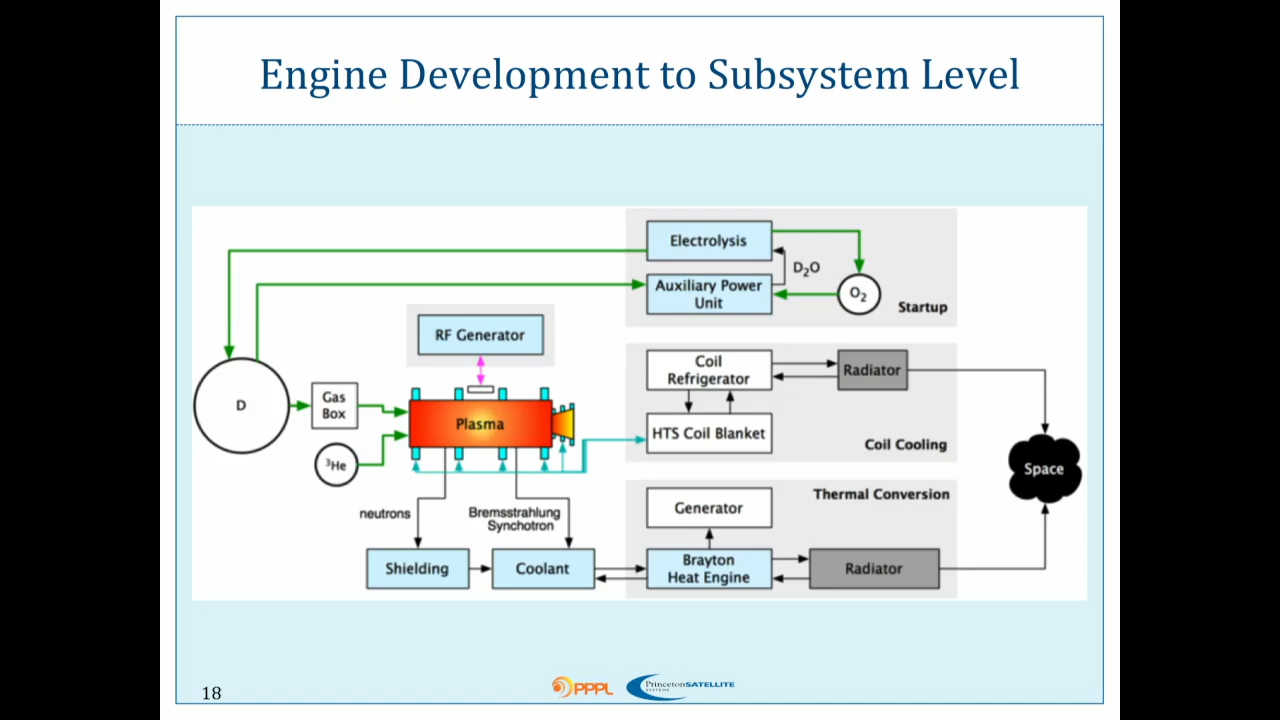 Engine Development to Subsystem Level
Electrolysis
D₂O
Auxiliary Power
Unit
O₂
Startup
RF Generator
Coil
Refrigerator
Radiator
D
Gas
Box
Plasma
HTS Coil Blanket
Coil Cooling
³He
Space
Thermal Conversion
Generator
neutrons
Bremsstrahlung
Synchotron
Shielding
Coolant
Brayton
Heat Engine
Radiator
18
PPPL
PrincetonSATELLITE
SYSTEMS